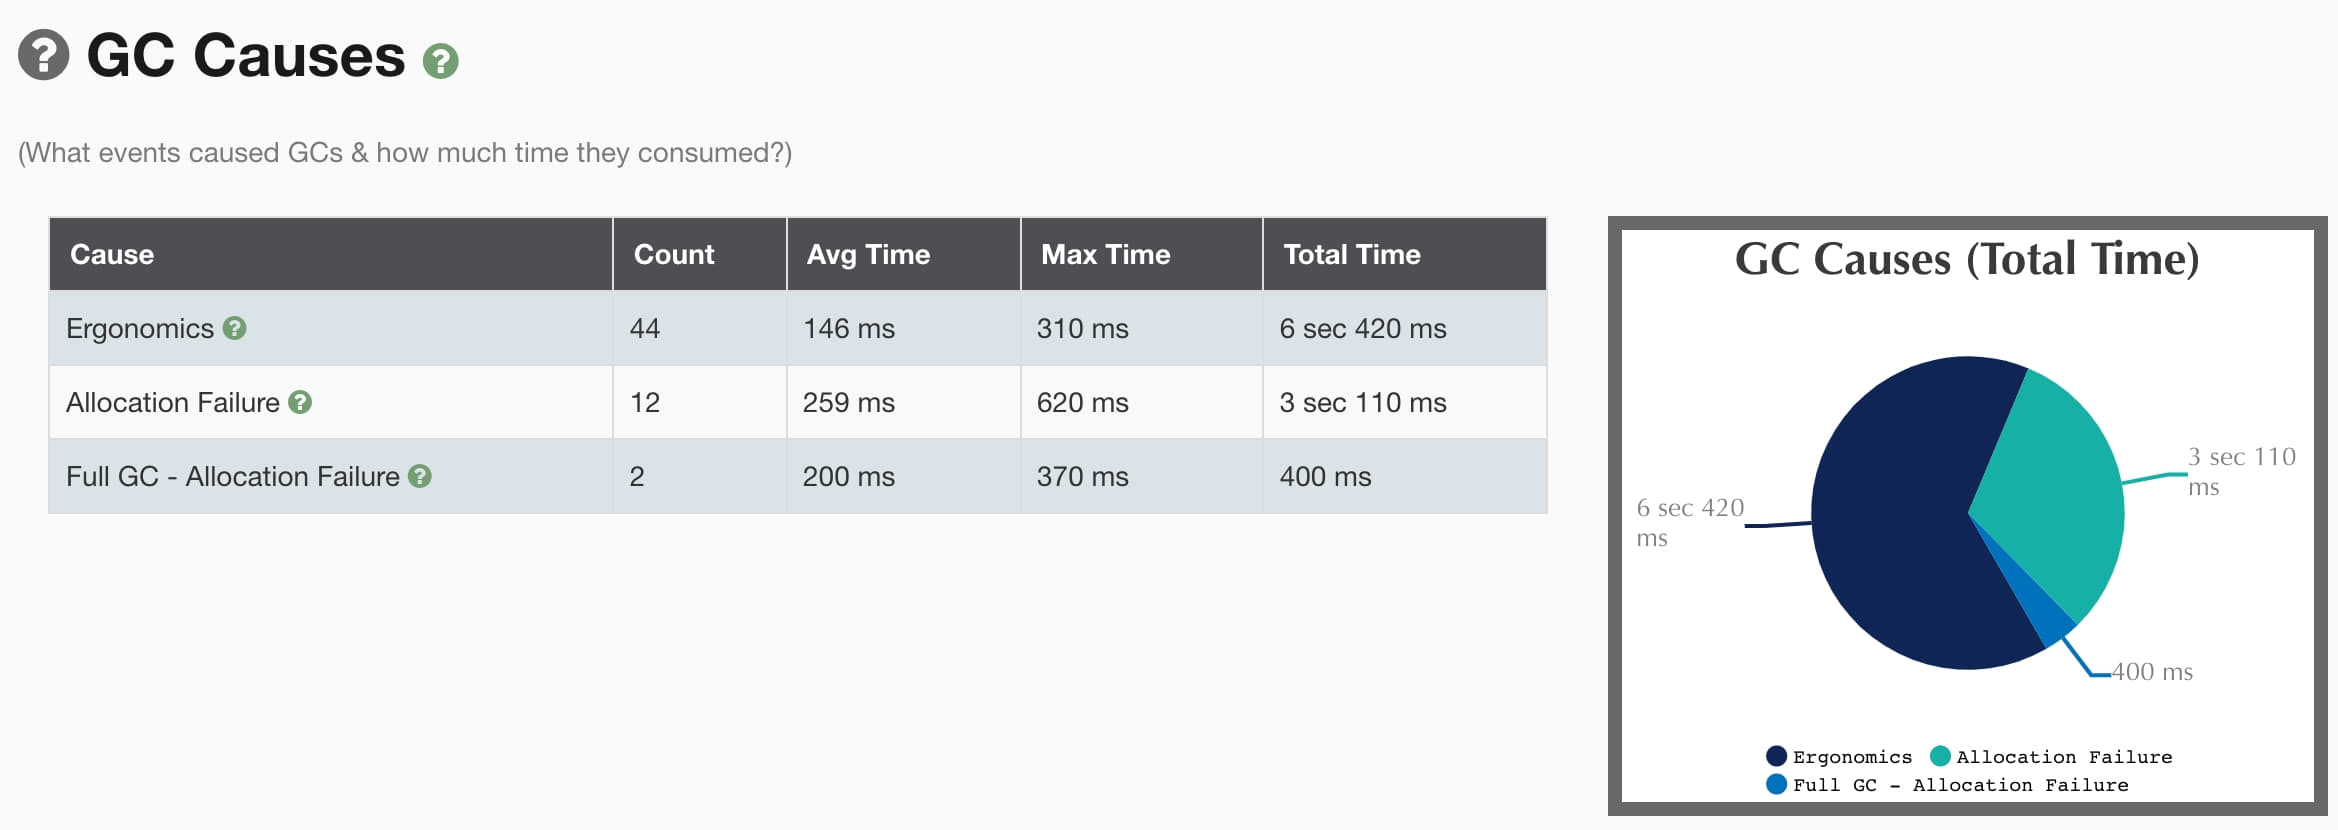 GC Causes
(What events caused GCs & how much time they consumed?)
Cause Count Avg Time Max Time Total Time
Ergonomics 44 146 ms 310 ms 6 sec 420 ms
Allocation Failure 12 259 ms 620 ms 3 sec 110 ms
Full GC - Allocation Failure 2 200 ms 370 ms 400 ms
GC Causes (Total Time)
3 sec 110
ms
6 sec 420
ms
400 ms
Ergonomics Allocation Failure
Full GC - Allocation Failure